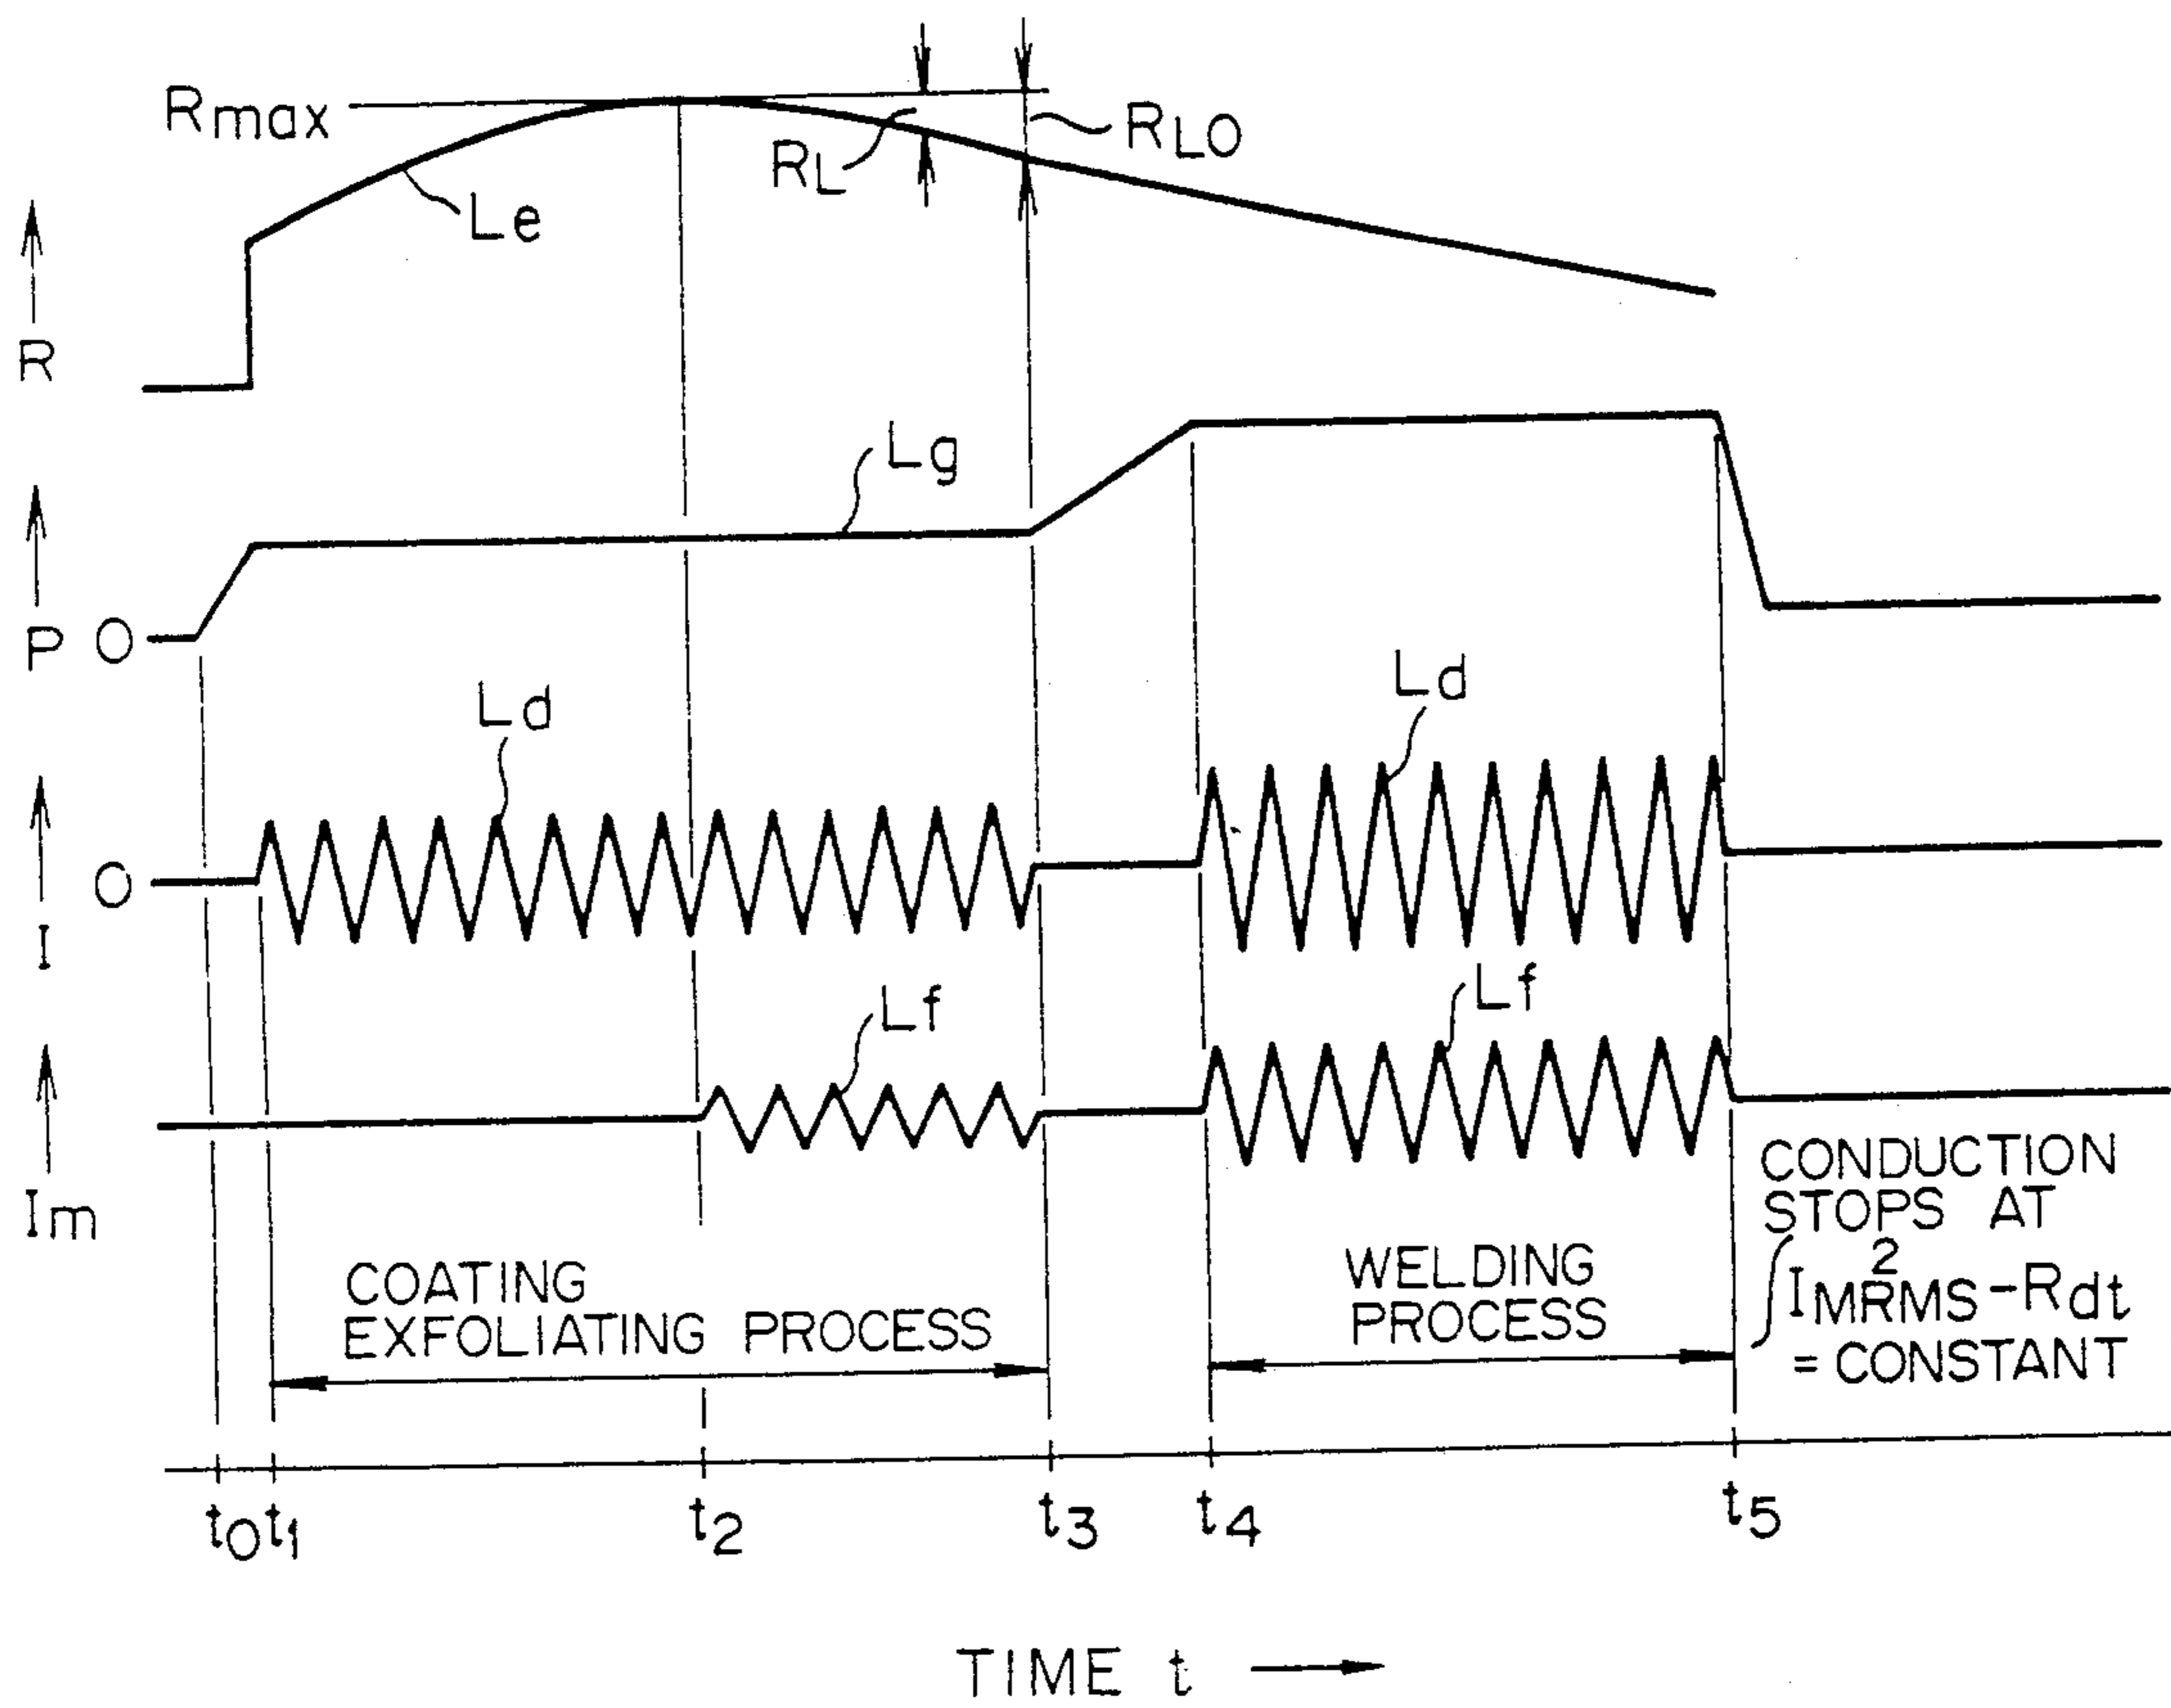 Rmax
RL
RLO
Le
R
Lg
P O
Ld
Ld
O
I
Lf
Lf
Im
COATING
EXFOLIATING PROCESS
WELDING
PROCESS
CONDUCTION
STOPS AT
∫I²MRMS-Rdt
= CONSTANT
t0 t1 t2 t3 t4 t5
TIME t